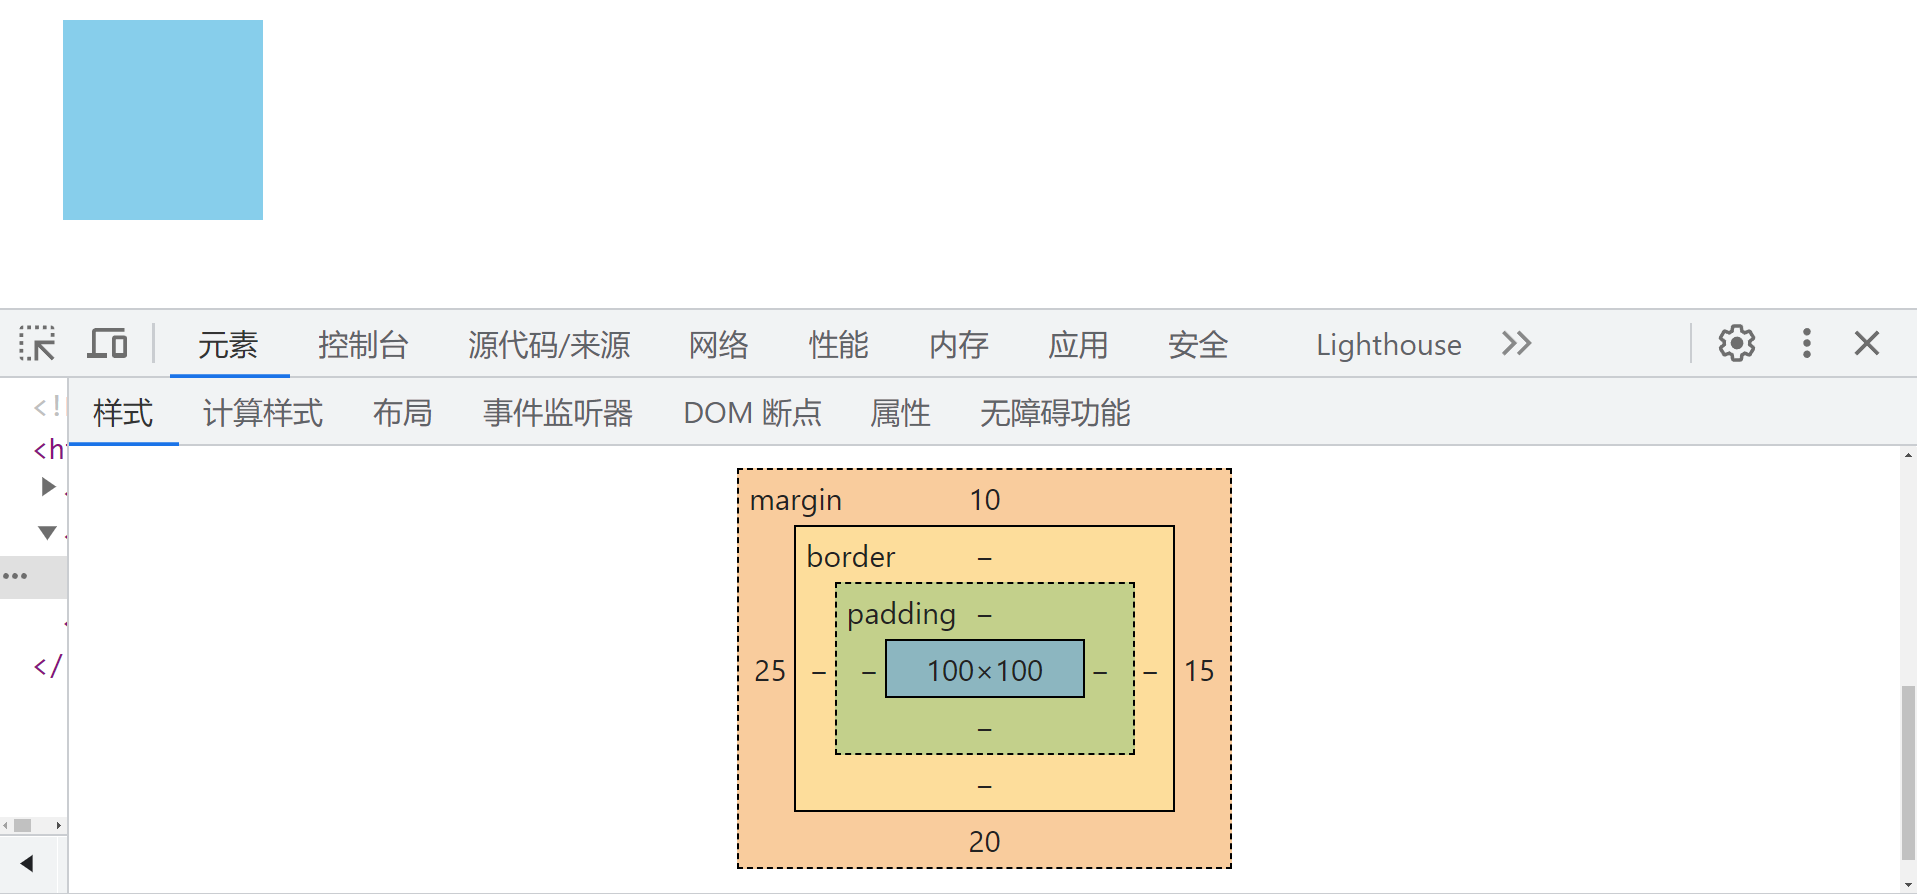 元素 控制台 源代码/来源 网络 性能 内存 应用 安全 Lighthouse
<!
样式 计算样式 布局 事件监听器 DOM 断点 属性 无障碍功能
<h
margin 10
border –
padding –
25 – – 100×100 – – 15
</
–
–
20